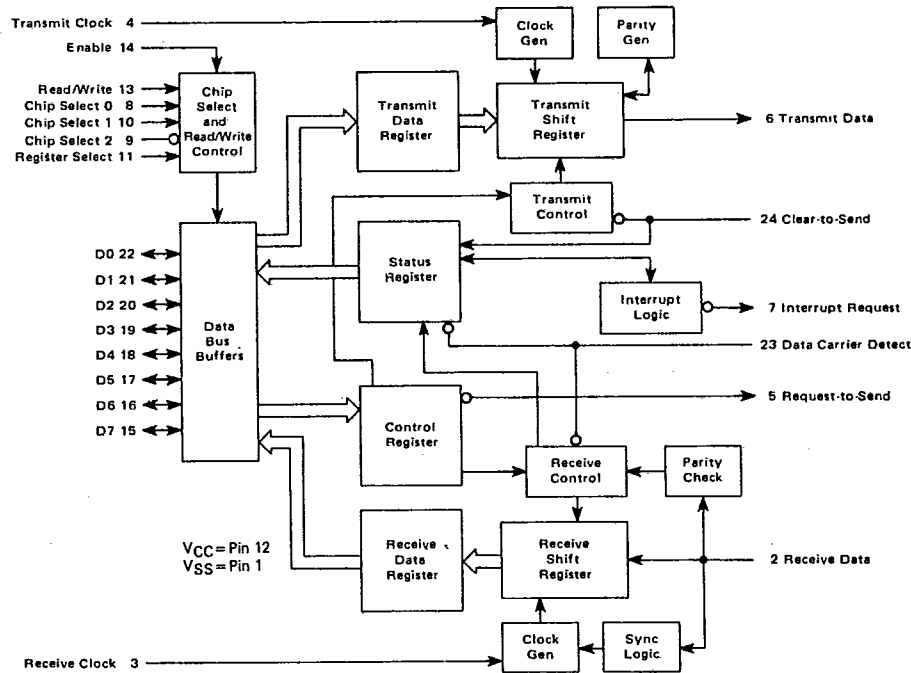 Transmit Clock 4
Clock
Gen
Parity
Gen
Enable 14
Read/Write 13
Chip Select 0 8
Chip Select 1 10
Chip Select 2 9
Register Select 11
Chip
Select
and
Read/Write
Control
Transmit
Data
Register
Transmit
Shift
Register
6 Transmit Data
Transmit
Control
24 Clear-to-Send
D0 22
D1 21
D2 20
D3 19
D4 18
D5 17
D6 16
D7 15
Data
Bus
Buffers
Status
Register
Interrupt
Logic
7 Interrupt Request
23 Data Carrier Detect
5 Request-to-Send
Control
Register
Receive
Control
Parity
Check
VCC = Pin 12
VSS = Pin 1
Receive
Data
Register
Receive
Shift
Register
2 Receive Data
Clock
Gen
Sync
Logic
Receive Clock 3